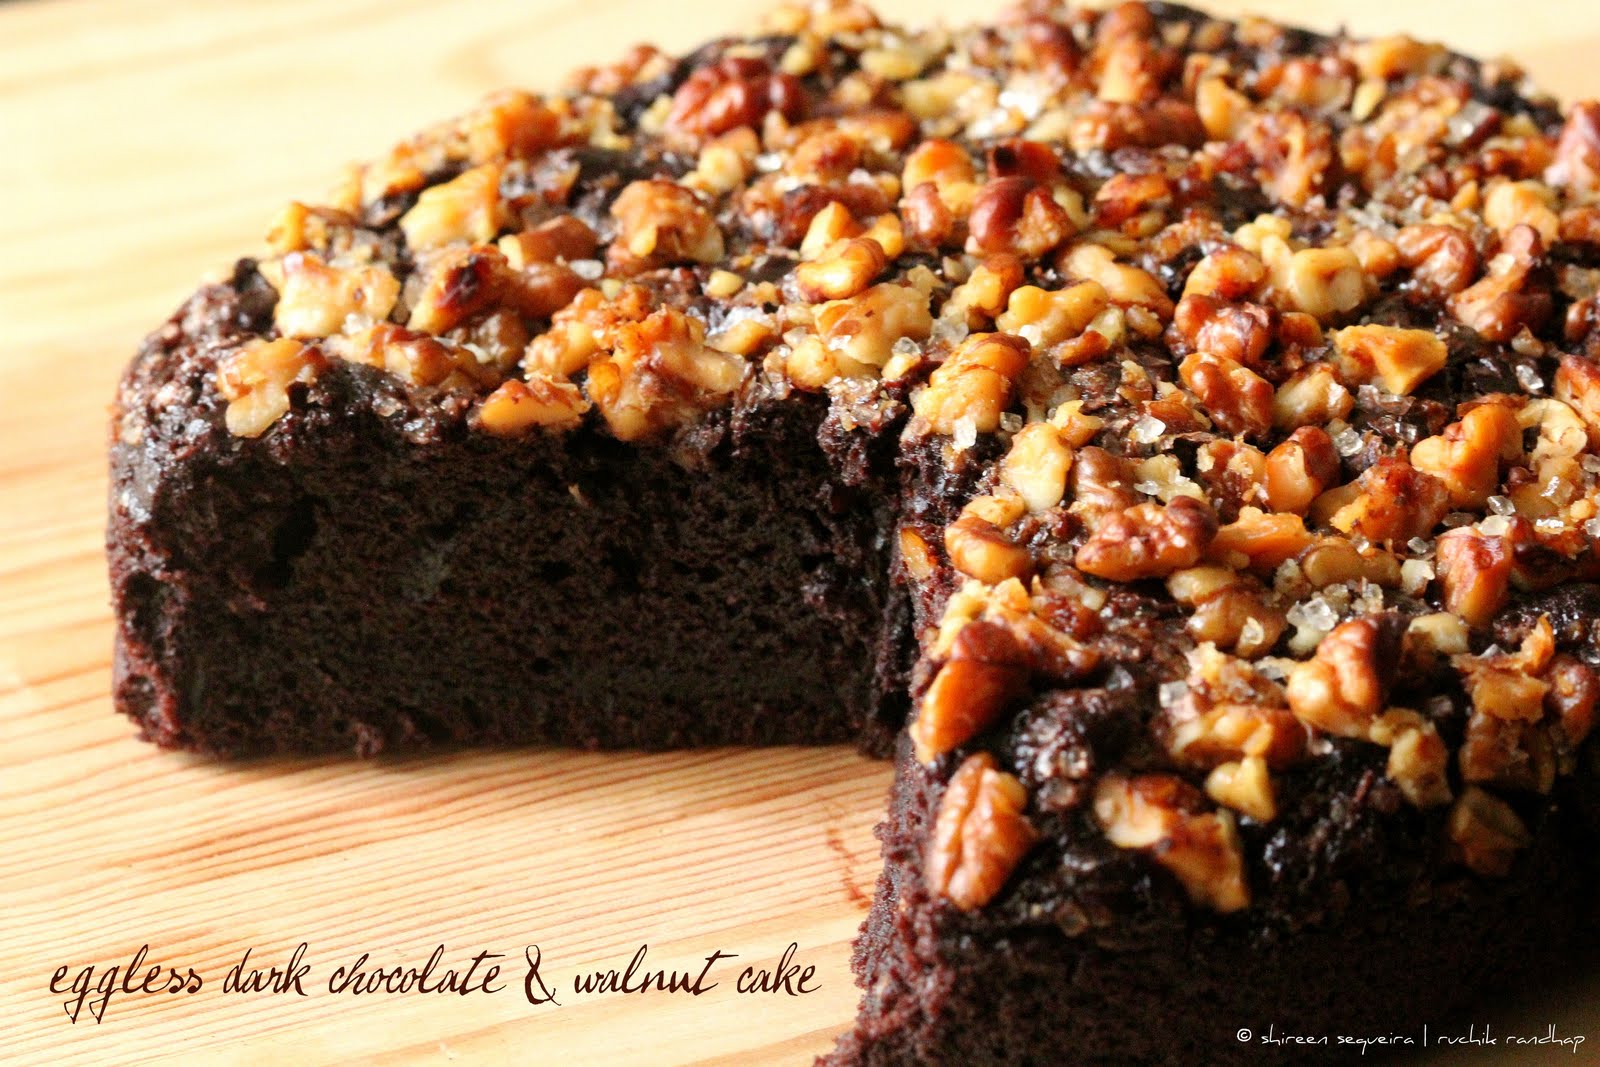 eggless dark chocolate & walnut cake
© shireen sequeira | ruchik randhap